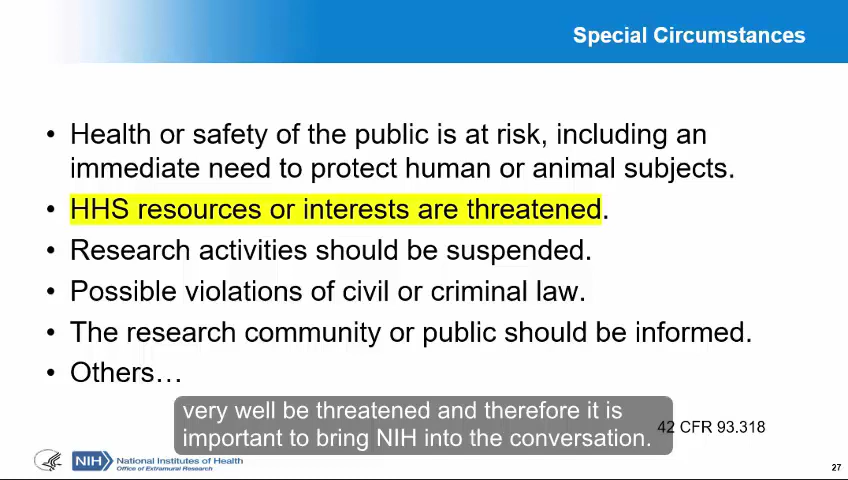 Special Circumstances
• Health or safety of the public is at risk, including an
immediate need to protect human or animal subjects.
• HHS resources or interests are threatened.
• Research activities should be suspended.
• Possible violations of civil or criminal law.
• The research community or public should be informed.
• Others…
very well be threatened and therefore it is
important to bring NIH into the conversation.
42 CFR 93.318
NIH
National Institutes of Health
Office of Extramural Research
27